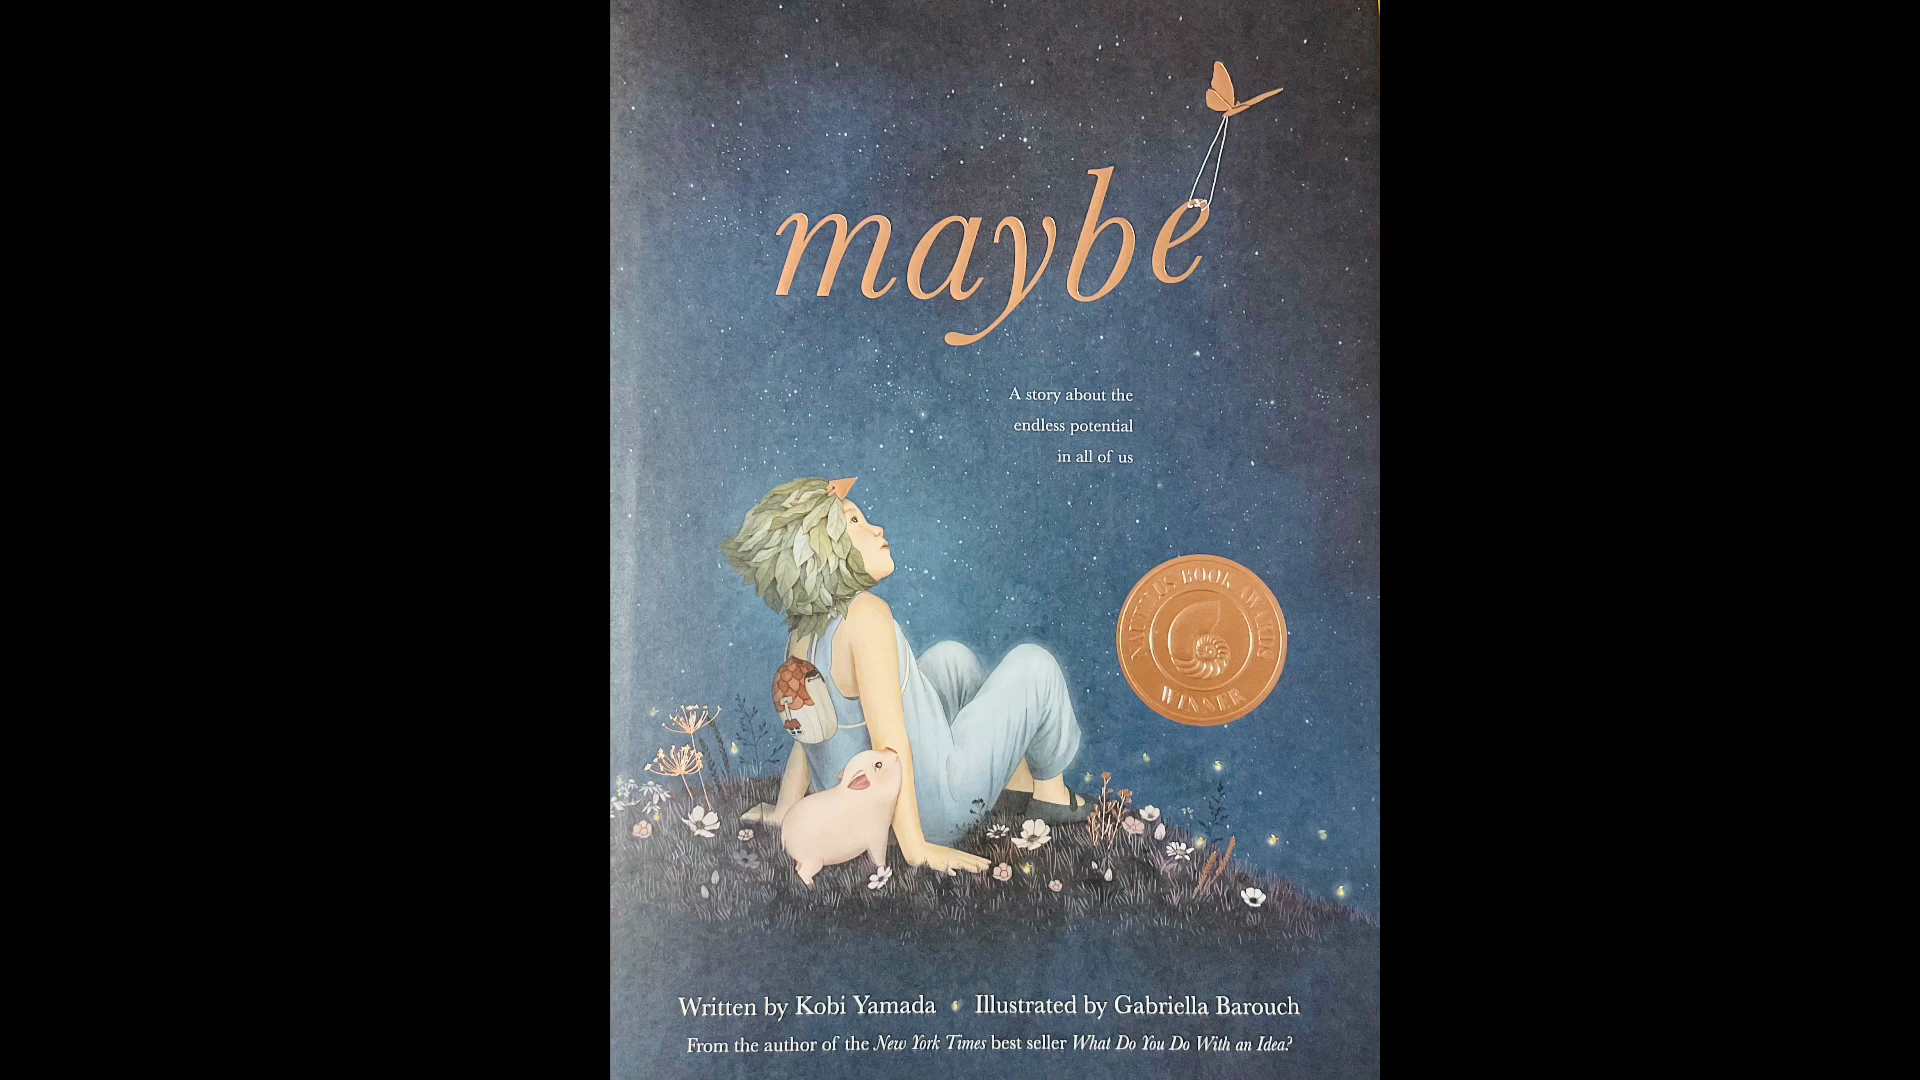 maybe
A story about the
endless potential
in all of us
NAUTILUS BOOK AWARDS
WINNER
Written by Kobi Yamada • Illustrated by Gabriella Barouch
From the author of the New York Times best seller What Do You Do With an Idea?